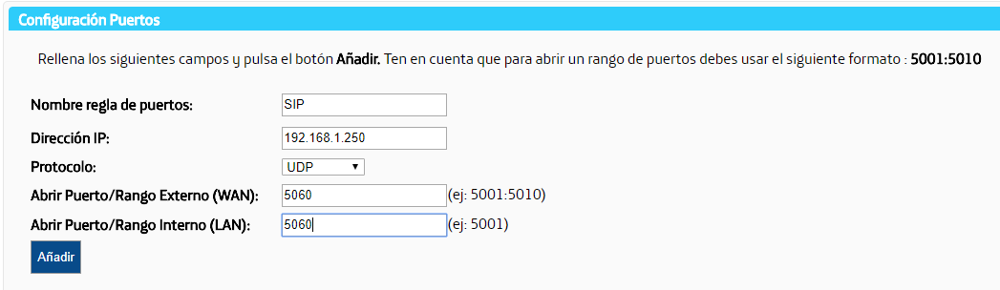 Configuración Puertos
Rellena los siguientes campos y pulsa el botón Añadir. Ten en cuenta que para abrir un rango de puertos debes usar el siguiente formato : 5001:5010
Nombre regla de puertos: SIP
Dirección IP: 192.168.1.250
Protocolo: UDP
Abrir Puerto/Rango Externo (WAN): 5060 (ej: 5001:5010)
Abrir Puerto/Rango Interno (LAN): 5060 (ej: 5001)
Añadir